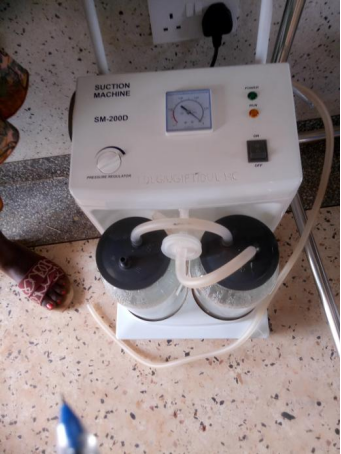 SUCTION
MACHINE
SM-200D
POWER
RUN
ON
OFF
PRESSURE REGULATOR